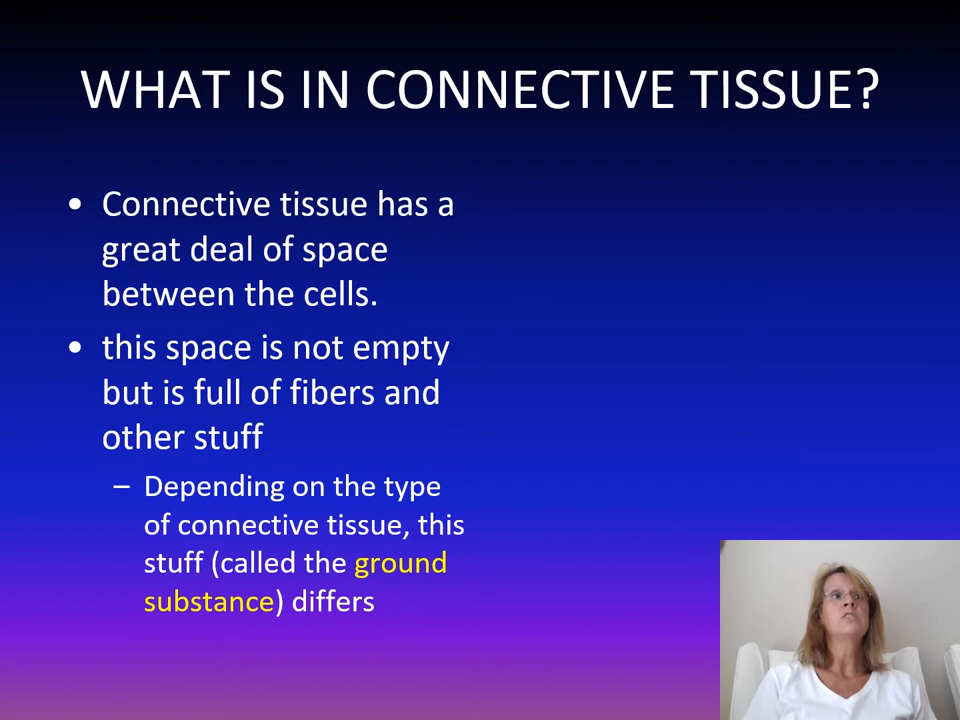 WHAT IS IN CONNECTIVE TISSUE?
• Connective tissue has a
great deal of space
between the cells.
• this space is not empty
but is full of fibers and
other stuff
– Depending on the type
of connective tissue, this
stuff (called the ground
substance) differs